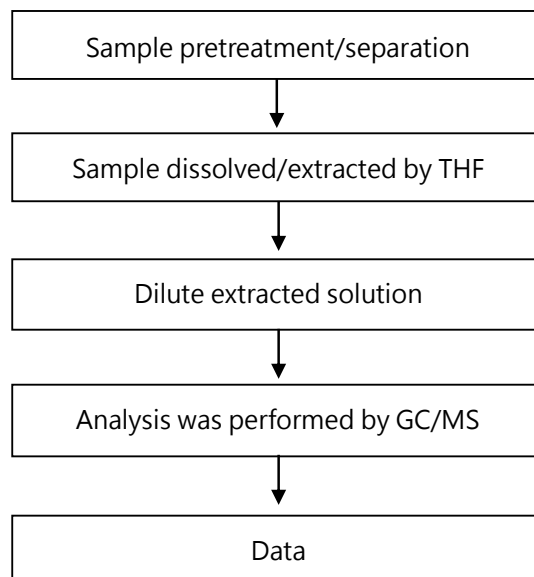 Sample pretreatment/separation
Sample dissolved/extracted by THF
Dilute extracted solution
Analysis was performed by GC/MS
Data